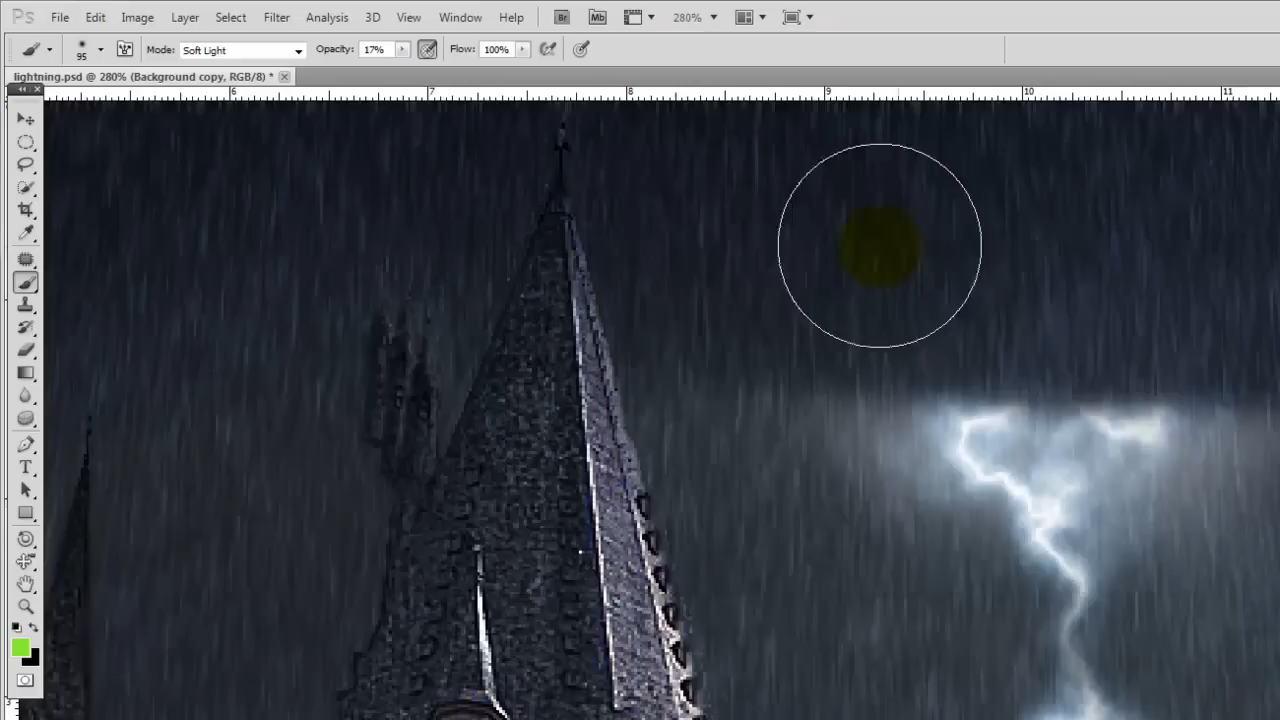 Ps File Edit Image Layer Select Filter Analysis 3D View Window Help Br Mb 280%
95 Mode: Soft Light Opacity: 17% Flow: 100%
lightning.psd @ 280% (Background copy, RGB/8) *
6 7 8 9 10 11
T
3